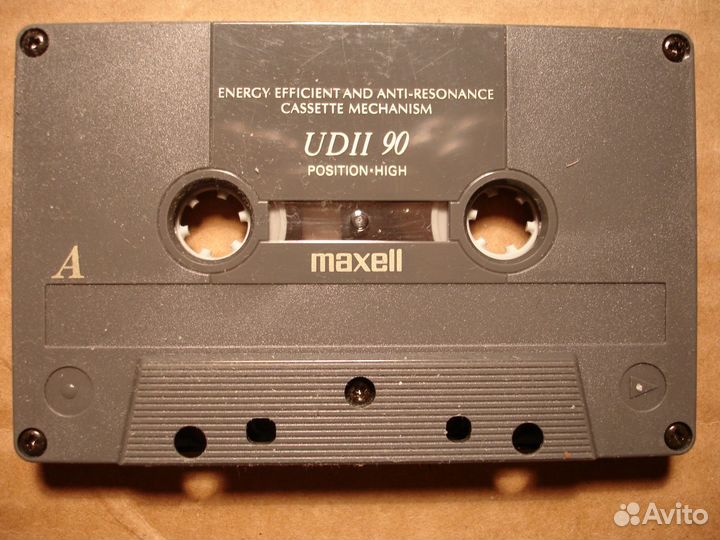 ENERGY EFFICIENT AND ANTI-RESONANCE
CASSETTE MECHANISM
UDII 90
POSITION•HIGH
maxell
A
Avito